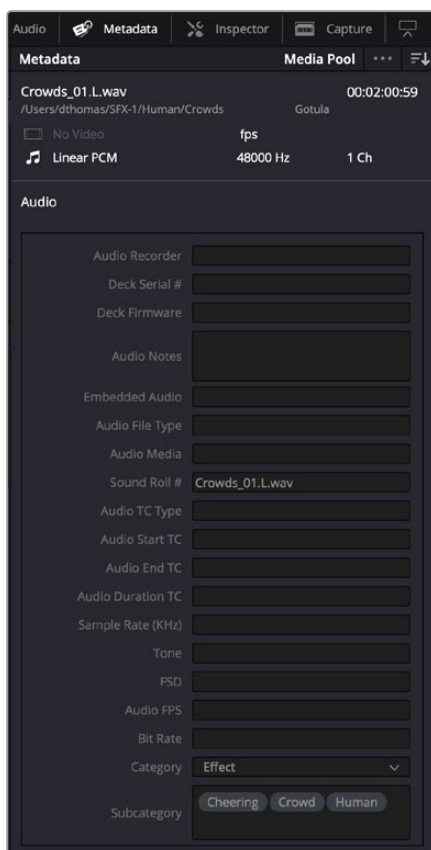 Audio Metadata Inspector Capture
Metadata Media Pool ...
Crowds_01.L.wav 00:02:00:59
/Users/dthomas/SFX-1/Human/Crowds Gotula
No Video fps
Linear PCM 48000 Hz 1 Ch
Audio
Audio Recorder
Deck Serial #
Deck Firmware
Audio Notes
Embedded Audio
Audio File Type
Audio Media
Sound Roll # Crowds_01.L.wav
Audio TC Type
Audio Start TC
Audio End TC
Audio Duration TC
Sample Rate (KHz)
Tone
FSD
Audio FPS
Bit Rate
Category Effect
Subcategory Cheering Crowd Human